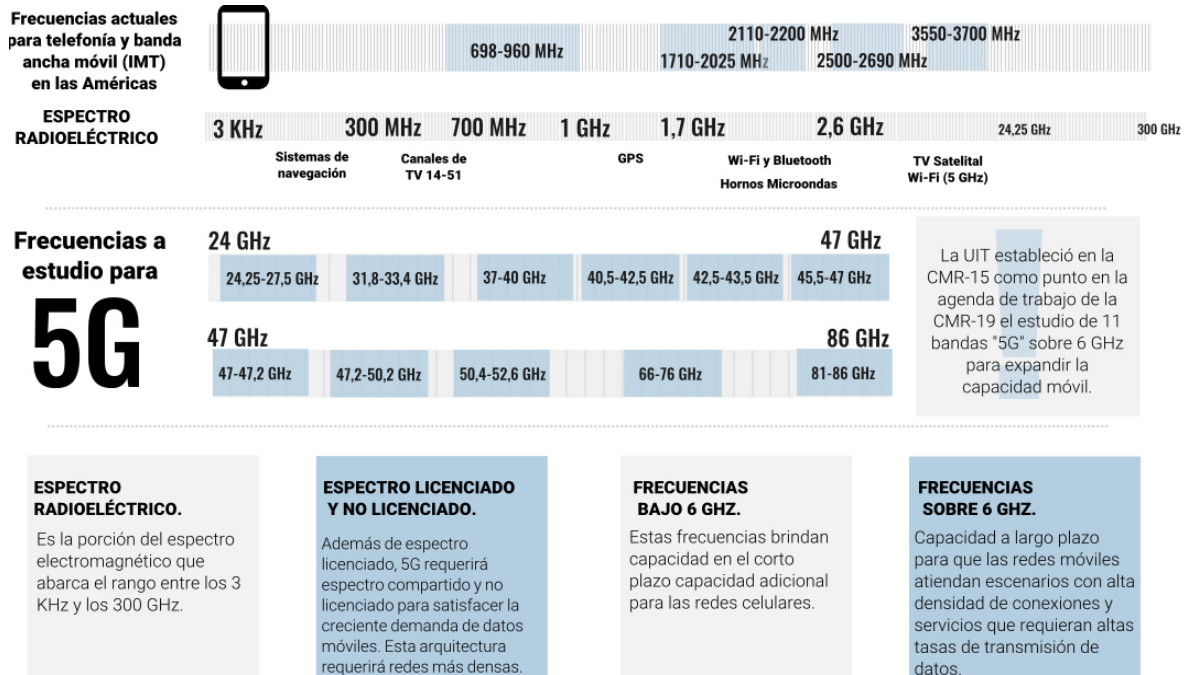 Frecuencias actuales
para telefonía y banda
ancha móvil (IMT)
en las Américas
698-960 MHz
2110-2200 MHz
3550-3700 MHz
1710-2025 MHz
2500-2690 MHz
ESPECTRO
RADIOELÉCTRICO
3 KHz
300 MHz
700 MHz
1 GHz
1,7 GHz
2,6 GHz
24,25 GHz
300 GHz
Sistemas de
navegación
Canales de
TV 14-51
GPS
Wi-Fi y Bluetooth
Hornos Microondas
TV Satelital
Wi-Fi (5 GHz)
Frecuencias a
estudio para
5G
24 GHz
47 GHz
24,25-27,5 GHz
31,8-33,4 GHz
37-40 GHz
40,5-42,5 GHz
42,5-43,5 GHz
45,5-47 GHz
47 GHz
86 GHz
47-47,2 GHz
47,2-50,2 GHz
50,4-52,6 GHz
66-76 GHz
81-86 GHz
La UIT estableció en la
CMR-15 como punto en la
agenda de trabajo de la
CMR-19 el estudio de 11
bandas "5G" sobre 6 GHz
para expandir la
capacidad móvil.
ESPECTRO
RADIOELÉCTRICO.
Es la porción del espectro
electromagnético que
abarca el rango entre los 3
KHz y los 300 GHz.
ESPECTRO LICENCIADO
Y NO LICENCIADO.
Además de espectro
licenciado, 5G requerirá
espectro compartido y no
licenciado para satisfacer la
creciente demanda de datos
móviles. Esta arquitectura
requerirá redes más densas.
FRECUENCIAS
BAJO 6 GHZ.
Estas frecuencias brindan
capacidad en el corto
plazo capacidad adicional
para las redes celulares.
FRECUENCIAS
SOBRE 6 GHZ.
Capacidad a largo plazo
para que las redes móviles
atiendan escenarios con alta
densidad de conexiones y
servicios que requieran altas
tasas de transmisión de
datos.